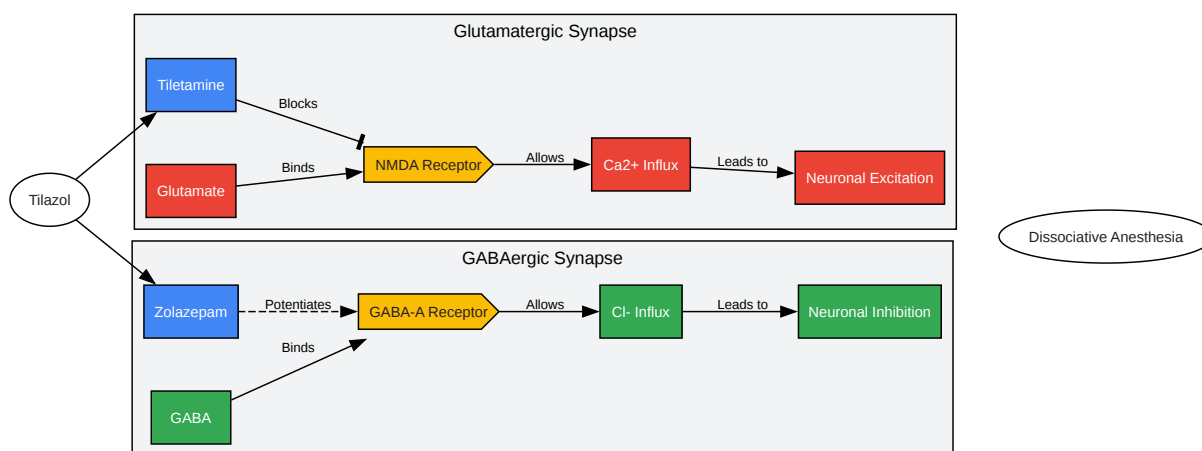 Glutamatergic Synapse
Tiletamine
Blocks
Glutamate
Binds
NMDA Receptor
Allows
Ca2+ Influx
Leads to
Neuronal Excitation
Tilazol
Dissociative Anesthesia
GABAergic Synapse
Zolazepam
Potentiates
GABA-A Receptor
Allows
Cl- Influx
Leads to
Neuronal Inhibition
Binds
GABA